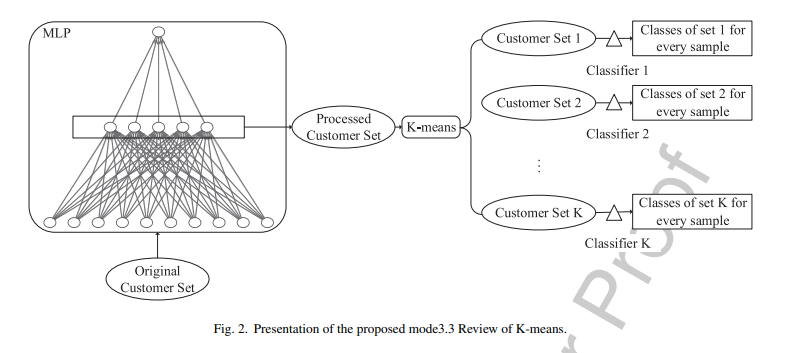 MLP
Original
Customer Set
Processed
Customer Set
K-means
Customer Set 1
Classes of set 1 for
every sample
Classifier 1
Customer Set 2
Classes of set 2 for
every sample
Classifier 2
⋮
Customer Set K
Classes of set K for
every sample
Classifier K
Fig. 2. Presentation of the proposed mode3.3 Review of K-means.
r Proof